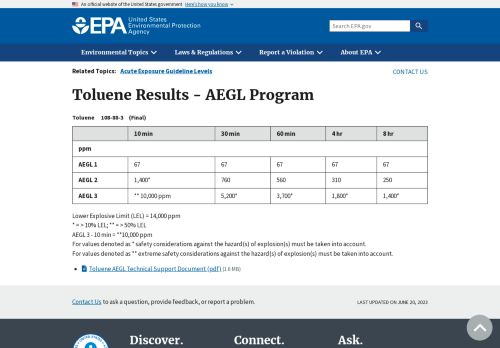 An official website of the United States government Here's how you know
EPA United States
Environmental Protection
Agency
Search EPA.gov
Environmental Topics Laws & Regulations Report a Violation About EPA
Related Topics: Acute Exposure Guideline Levels
CONTACT US
Toluene Results – AEGL Program
Toluene 108-88-3 (Final)
10 min 30 min 60 min 4 hr 8 hr
ppm
AEGL 1 67 67 67 67 67
AEGL 2 1,400* 760 560 310 250
AEGL 3 ** 10,000 ppm 5,200* 3,700* 1,800* 1,400*
Lower Explosive Limit (LEL) = 14,000 ppm
* = > 10% LEL; ** = > 50% LEL
AEGL 3 - 10 min = **10,000 ppm
For values denoted as * safety considerations against the hazard(s) of explosion(s) must be taken into account.
For values denoted as ** extreme safety considerations against the hazard(s) of explosion(s) must be taken into account.
Toluene AEGL Technical Support Document (pdf) (1.8 MB)
Contact Us to ask a question, provide feedback, or report a problem.
LAST UPDATED ON JUNE 20, 2023
Discover. Connect. Ask.